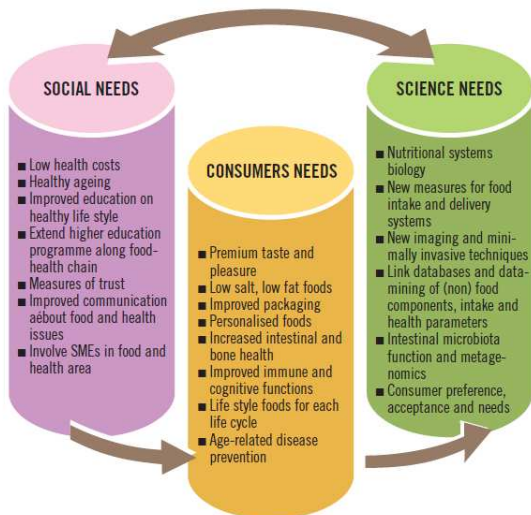 SOCIAL NEEDS
■ Low health costs
■ Healthy ageing
■ Improved education on
healthy life style
■ Extend higher education
programme along food-
health chain
■ Measures of trust
■ Improved communication
aébout food and health
issues
■ Involve SMEs in food and
health area
CONSUMERS NEEDS
■ Premium taste and
pleasure
■ Low salt, low fat foods
■ Improved packaging
■ Personalised foods
■ Increased intestinal and
bone health
■ Improved immune and
cognitive functions
■ Life style foods for each
life cycle
■ Age-related disease
prevention
SCIENCE NEEDS
■ Nutritional systems
biology
■ New measures for food
intake and delivery
systems
■ New imaging and mini-
mally invasive techniques
■ Link databases and data-
mining of (non) food
components, intake and
health parameters
■ Intestinal microbiota
function and metage-
nomics
■ Consumer preference,
acceptance and needs